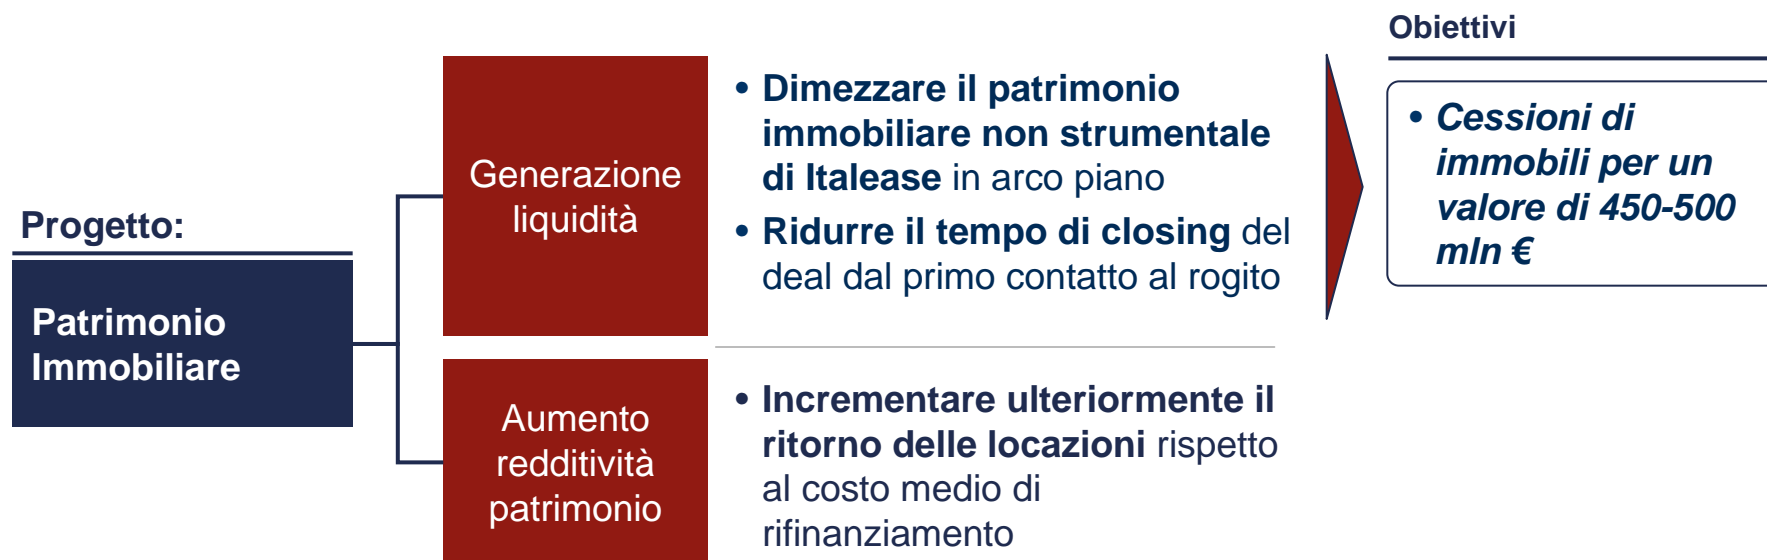 Progetto:
Patrimonio
Immobiliare
Generazione
liquidità
• Dimezzare il patrimonio
immobiliare non strumentale
di Italease in arco piano
• Ridurre il tempo di closing del
deal dal primo contatto al rogito
Obiettivi
• Cessioni di
immobili per un
valore di 450-500
mln €
Aumento
redditività
patrimonio
• Incrementare ulteriormente il
ritorno delle locazioni rispetto
al costo medio di
rifinanziamento